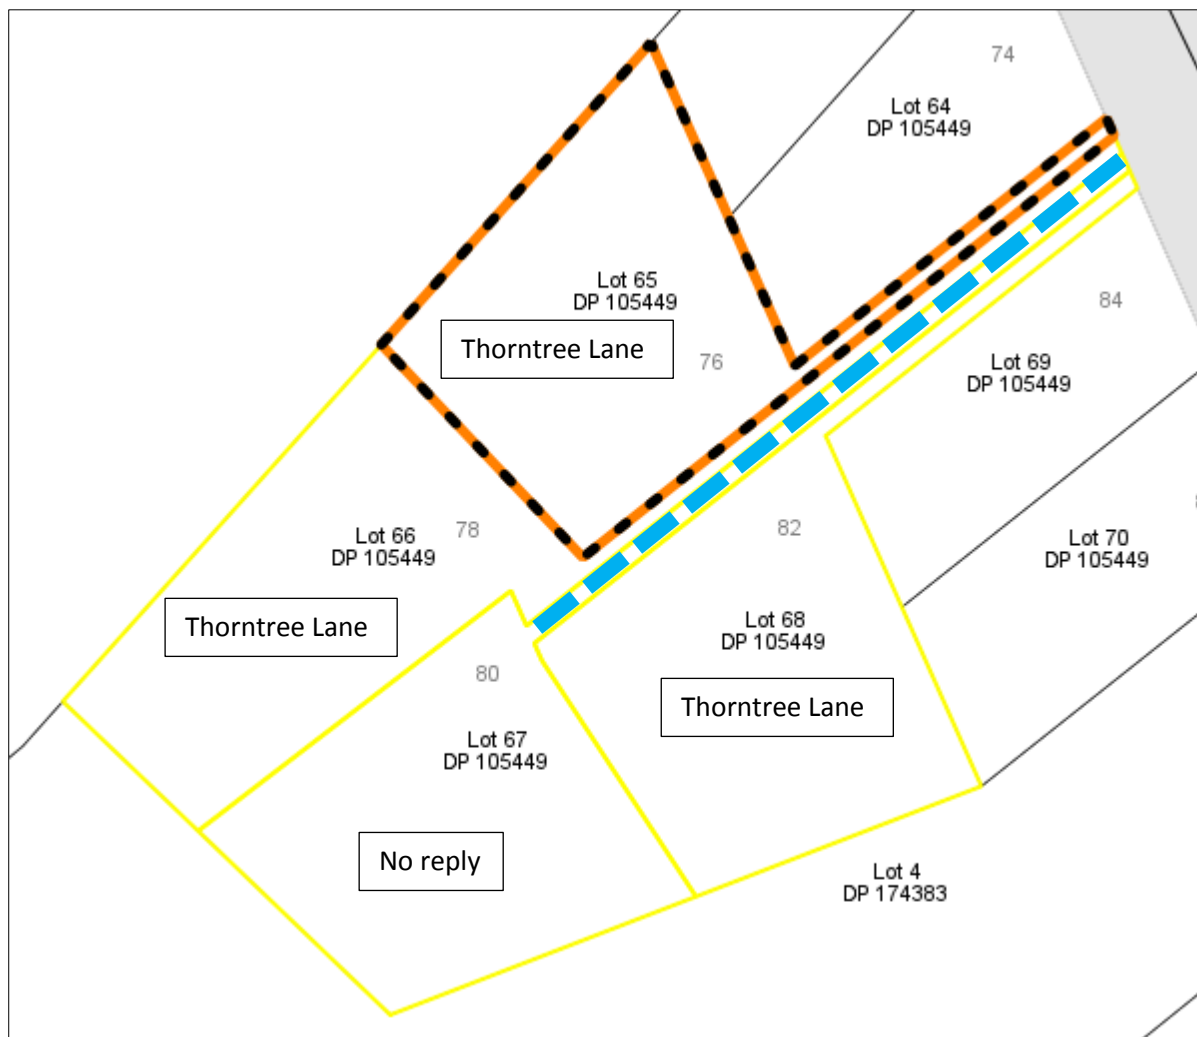 74
Lot 64
DP 105449
Lot 65
DP 105449
Thorntree Lane
76
84
Lot 69
DP 105449
Lot 66
DP 105449
78
82
Lot 70
DP 105449
Thorntree Lane
Lot 68
DP 105449
80
Thorntree Lane
Lot 67
DP 105449
No reply
Lot 4
DP 174383